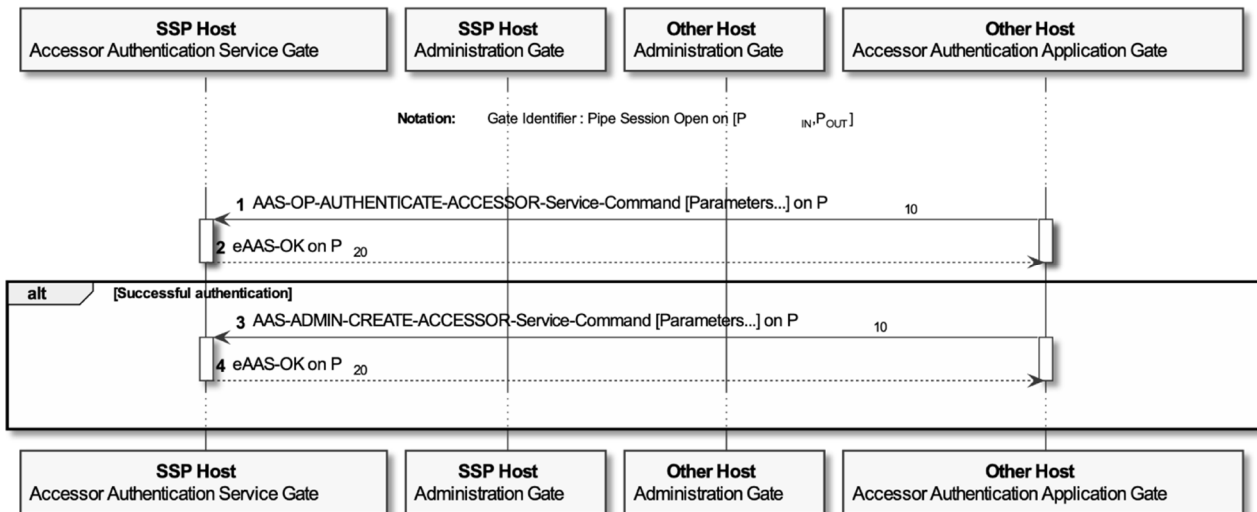 SSP Host
Accessor Authentication Service Gate
SSP Host
Administration Gate
Other Host
Administration Gate
Other Host
Accessor Authentication Application Gate
Notation: Gate Identifier : Pipe Session Open on [P IN,POUT]
1 AAS-OP-AUTHENTICATE-ACCESSOR-Service-Command [Parameters...] on P 10
2 eAAS-OK on P 20
alt [Successful authentication]
3 AAS-ADMIN-CREATE-ACCESSOR-Service-Command [Parameters...] on P 10
4 eAAS-OK on P 20
SSP Host
Accessor Authentication Service Gate
SSP Host
Administration Gate
Other Host
Administration Gate
Other Host
Accessor Authentication Application Gate